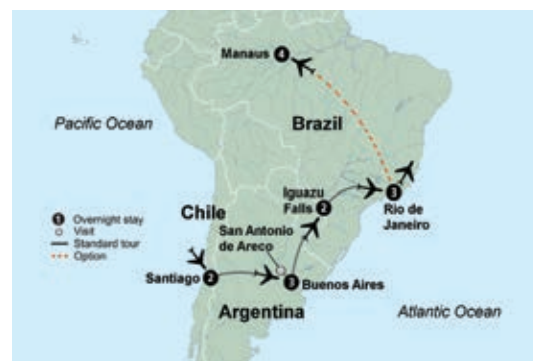 Manaus 4
Brazil
Pacific Ocean
Iguazu
Falls 2
3
Rio de
Janeiro
Chile
San Antonio
de Areco
1 Overnight stay
Visit
Standard tour
Option
Santiago 2
3 Buenos Aires
Argentina
Atlantic Ocean